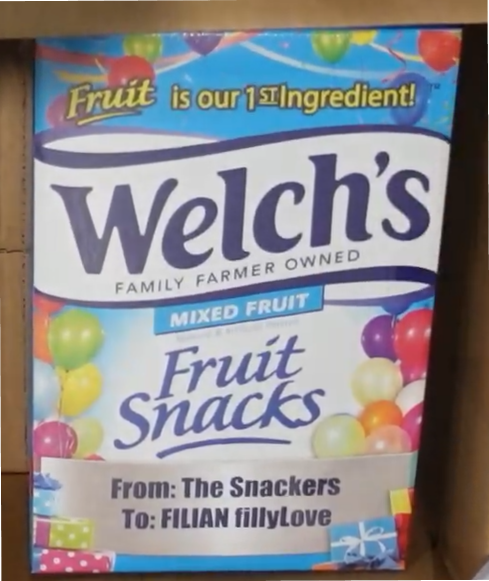 Fruit is our 1ST Ingredient!
Welch's
FAMILY FARMER OWNED
MIXED FRUIT
Fruit
Snacks
From: The Snackers
To: FILIAN fillyLove